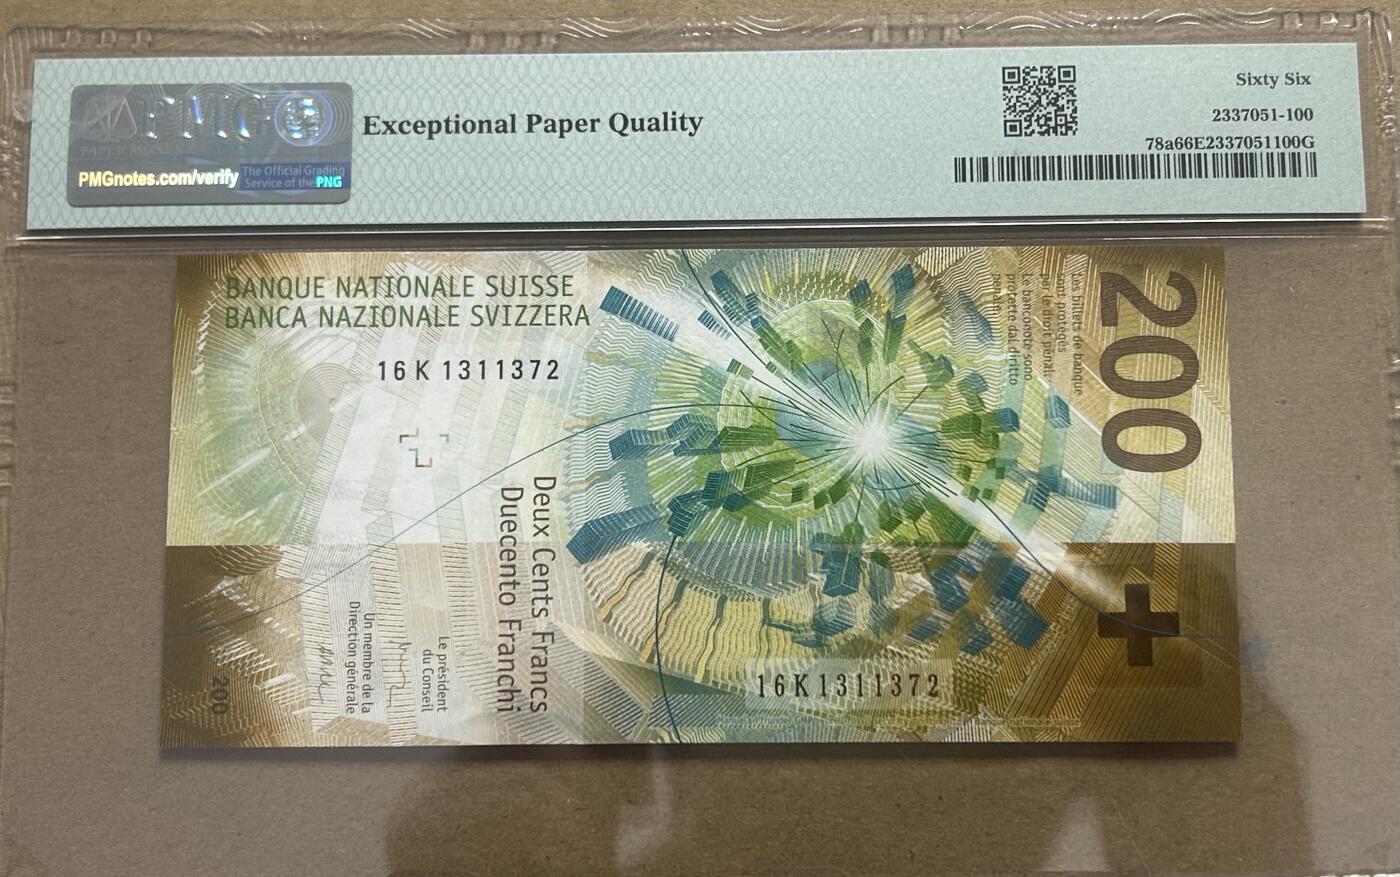 PMG
PMGnotes.com/verify
The Official Grading
Service of the PNG
Exceptional Paper Quality
Sixty Six
2337051-100
78a66E2337051100G
BANQUE NATIONALE SUISSE
BANCA NAZIONALE SVIZZERA
16 K 1311372
Deux Cents Francs
Duecento Franchi
Le président
du Conseil
Un membre de la
Direction générale
200
Les billets de banque
sont protégés
par le droit pénal.
Le banconote sono
protette dal diritto
penale.
200
16K1311372